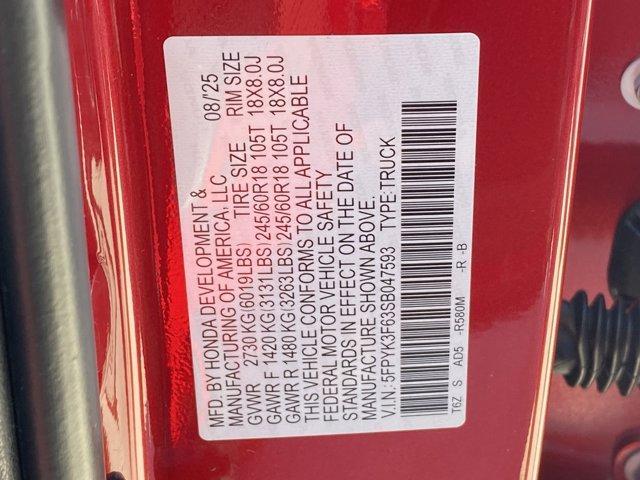 MFD. BY HONDA DEVELOPMENT & 08/'25
MANUFACTURING OF AMERICA, LLC
TIRE SIZE RIM SIZE
GVWR 2730 KG(6019LBS)
GAWR F 1420 KG(3131LBS)245/60R18 105T 18X8.0J
GAWR R 1480 KG(3263LBS)245/60R18 105T 18X8.0J
THIS VEHICLE CONFORMS TO ALL APPLICABLE
FEDERAL MOTOR VEHICLE SAFETY
STANDARDS IN EFFECT ON THE DATE OF
MANUFACTURE SHOWN ABOVE.
V.I.N.:5FPYK3F63SB047593 TYPE:TRUCK
T6Z S AD5 -R580M -R -B